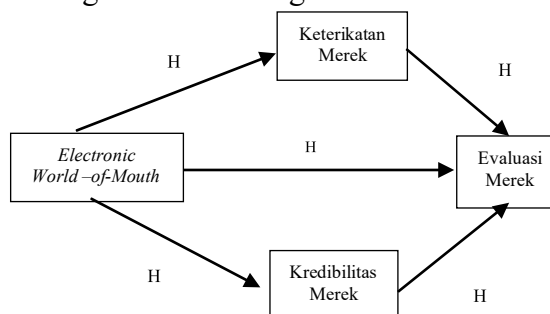 Keterikatan
Merek
H
H
Electronic
World –of-Mouth
H
Evaluasi
Merek
H
Kredibilitas
Merek
H